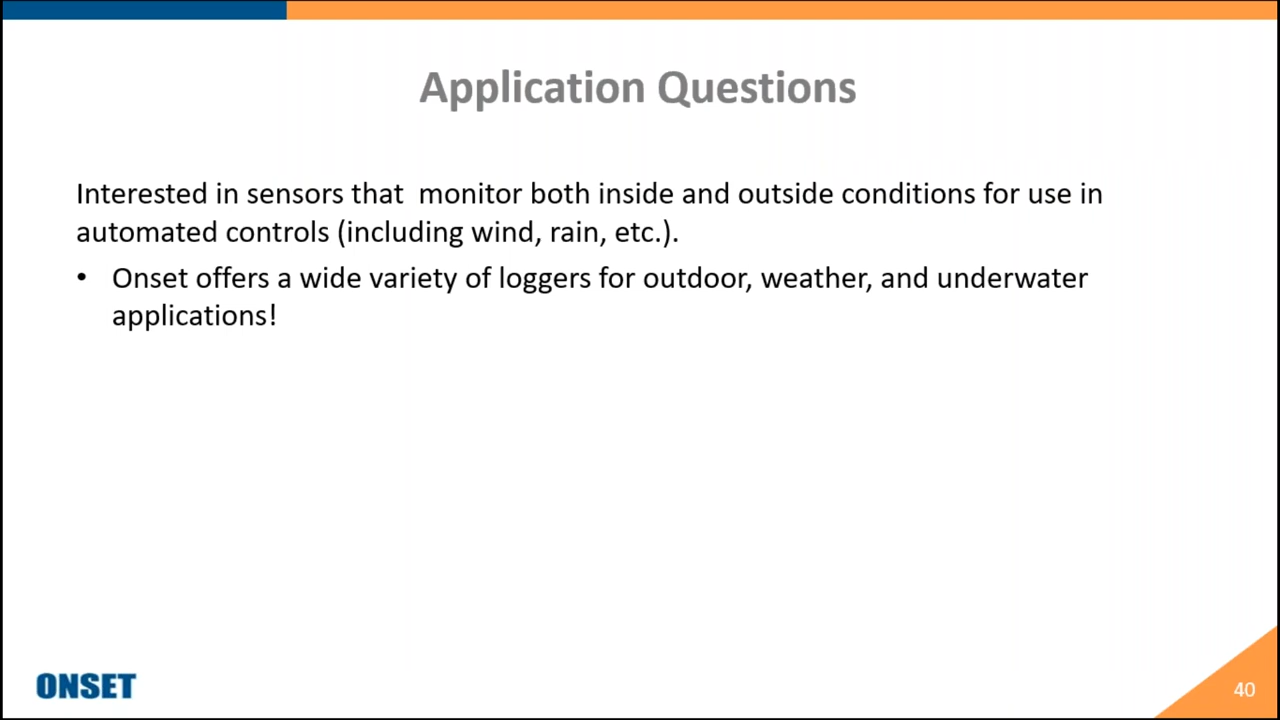 Application Questions
Interested in sensors that  monitor both inside and outside conditions for use in
automated controls (including wind, rain, etc.).
• Onset offers a wide variety of loggers for outdoor, weather, and underwater
applications!
ONSET
40